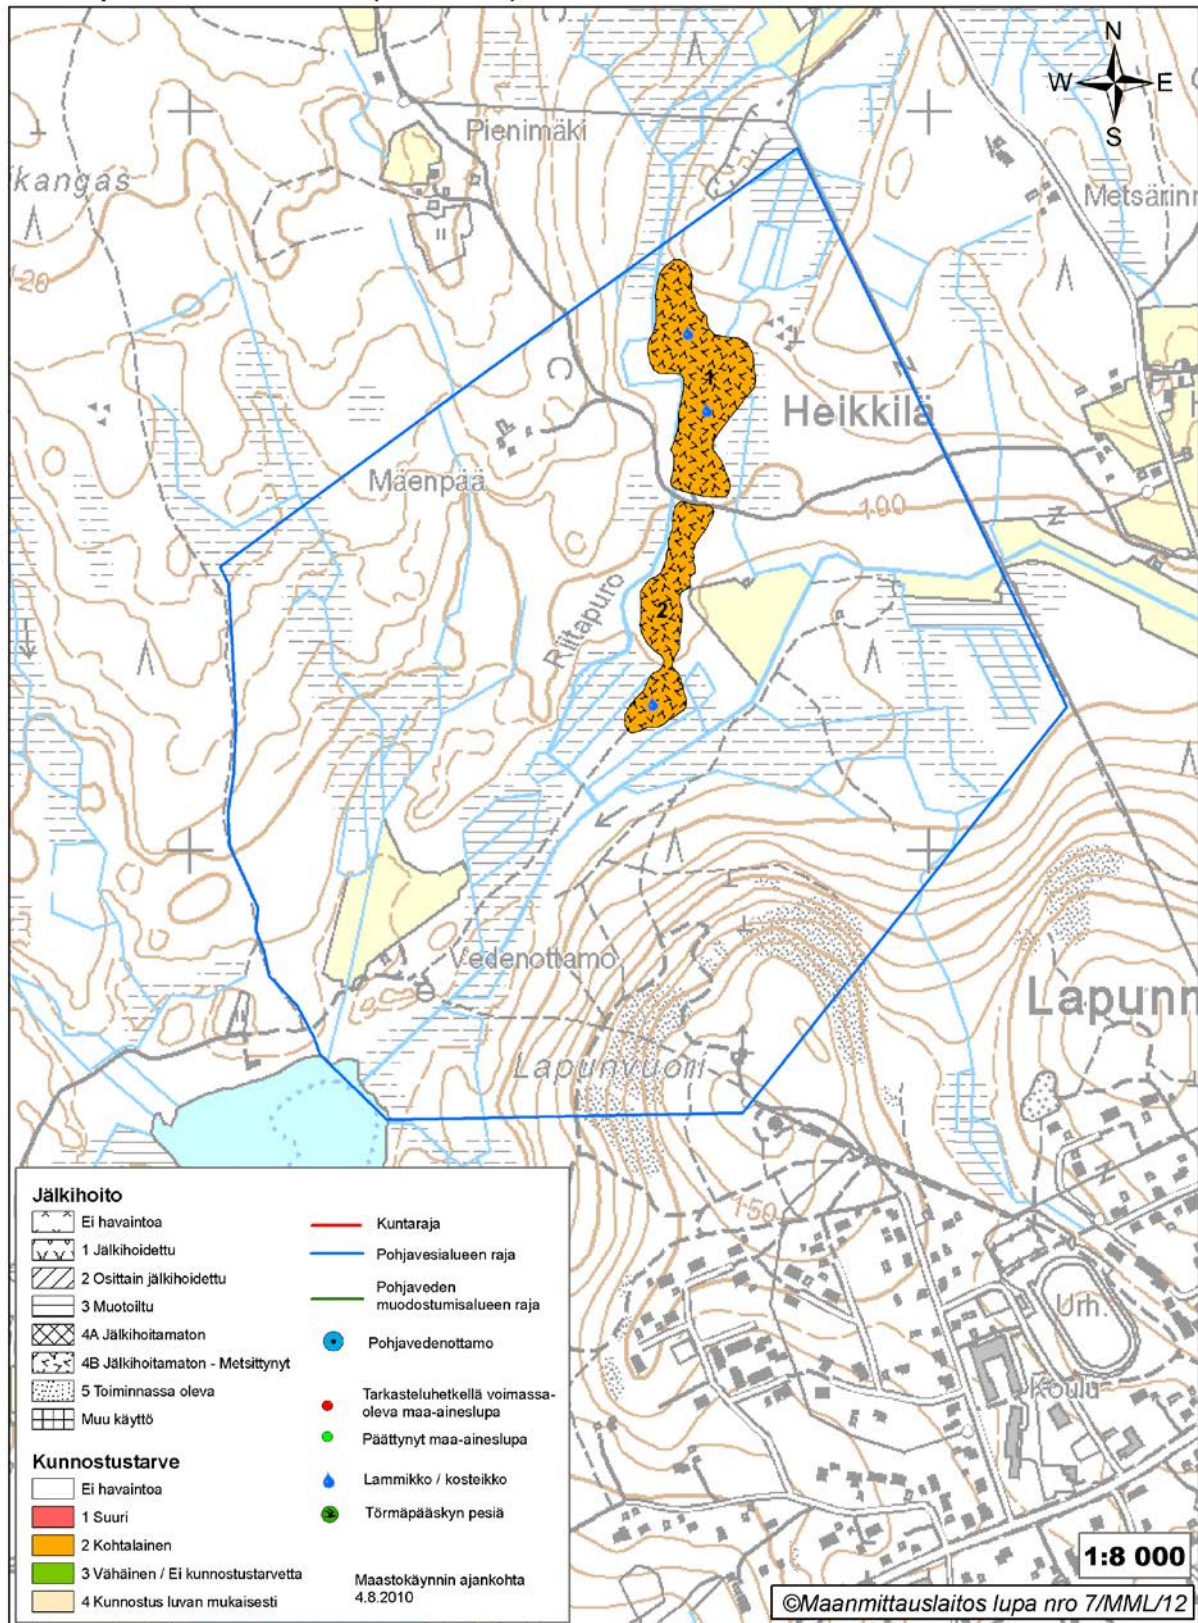 N
W E
S
Pienimäki
kangas
Metsärinn
120
C
Z
1
Heikkilä
Mäenpää
100
Z
Riitapuro
2
Vedenottamo
Lapunvuori
Lapunn
150
Z
Urh.
Koulu
Jälkihoito
Ei havaintoa
1 Jälkihoidettu
2 Osittain jälkihoidettu
3 Muotoiltu
4A Jälkihoitamaton
4B Jälkihoitamaton - Metsittynyt
5 Toiminnassa oleva
Muu käyttö
Kunnostustarve
Ei havaintoa
1 Suuri
2 Kohtalainen
3 Vähäinen / Ei kunnostustarvetta
4 Kunnostus luvan mukaisesti
Kuntaraja
Pohjavesialueen raja
Pohjaveden
muodostumisalueen raja
Pohjavedenottamo
Tarkasteluhetkellä voimassa-
oleva maa-aineslupa
Päättynyt maa-aineslupa
Lammikko / kosteikko
Törmäpääskyn pesiä
Maastokäynnin ajankohta
4.8.2010
1:8 000
©Maanmittauslaitos lupa nro 7/MML/12